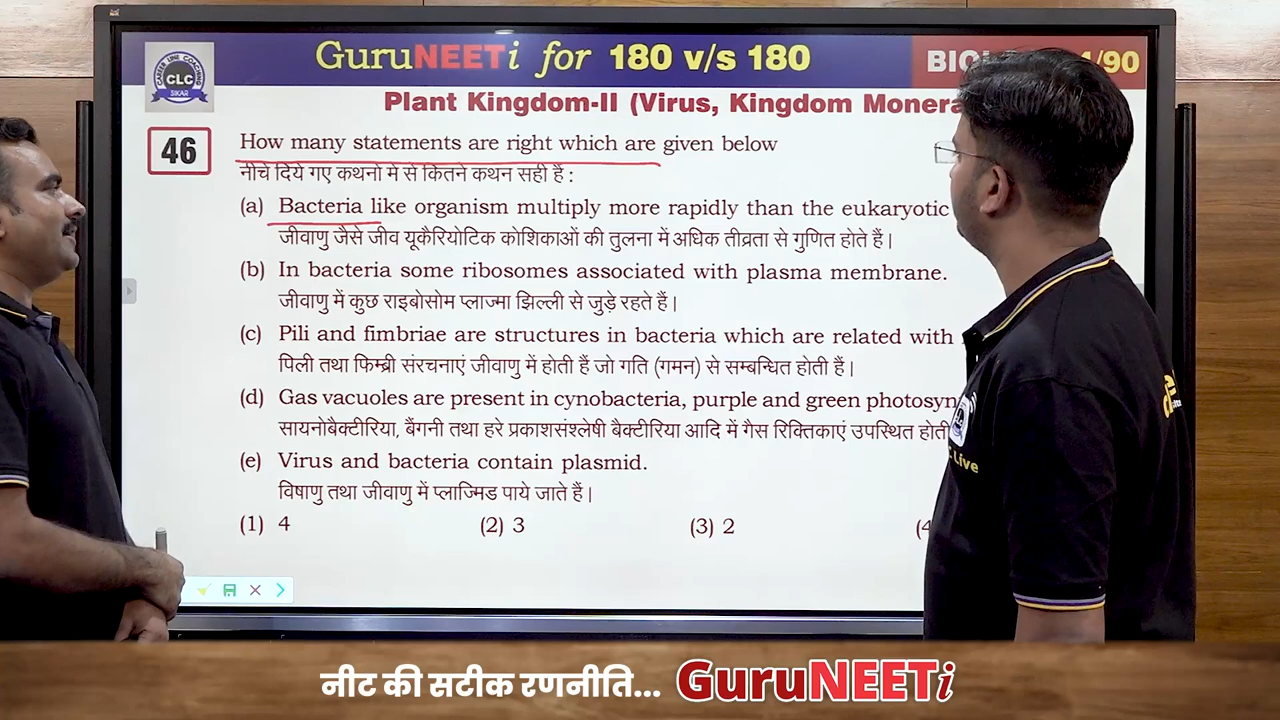 CAREER LINE COACHING
CLC
SIKAR
GuruNEETi for 180 v/s 180
1/90
Plant Kingdom-II (Virus, Kingdom Monera
46
How many statements are right which are given below
नीचे दिये गए कथनों में से कितने कथन सही हैं :
(a) Bacteria like organism multiply more rapidly than the eukaryotic
जीवाणु जैसे जीव यूकैरियोटिक कोशिकाओं की तुलना में अधिक तीव्रता से गुणित होते हैं।
(b) In bacteria some ribosomes associated with plasma membrane.
जीवाणु में कुछ राइबोसोम प्लाज्मा झिल्ली से जुड़े रहते हैं।
(c) Pili and fimbriae are structures in bacteria which are related with
पिली तथा फिम्ब्री संरचनाएं जीवाणु में होती हैं जो गति (गमन) से सम्बन्धित होती हैं।
(d) Gas vacuoles are present in cynobacteria, purple and green photosyn
सायनोबैक्टीरिया, बैंगनी तथा हरे प्रकाशसंश्लेषी बैक्टीरिया आदि में गैस रिक्तिकाएं उपस्थित होती
(e) Virus and bacteria contain plasmid.
विषाणु तथा जीवाणु में प्लाज्मिड पाये जाते हैं।
(1) 4 (2) 3 (3) 2 (4
Live
नीट की सटीक रणनीति... GuruNEETi